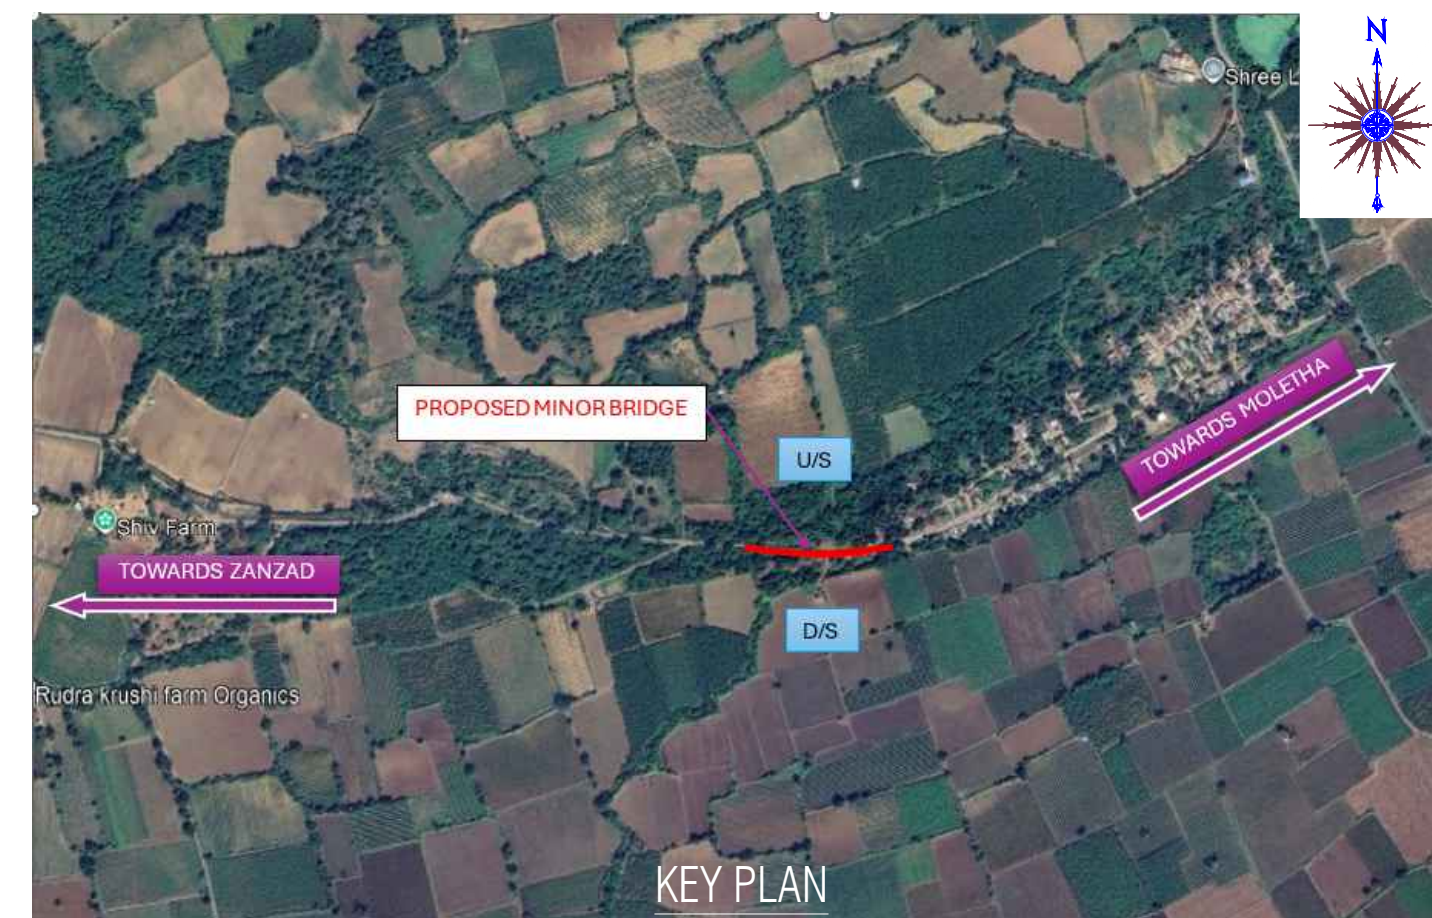 N
Shree L
TOWARDS MOLETHA
PROPOSED MINOR BRIDGE
U/S
Shiv Farm
TOWARDS ZANZAD
D/S
Rudra krushi farm Organics
KEY PLAN